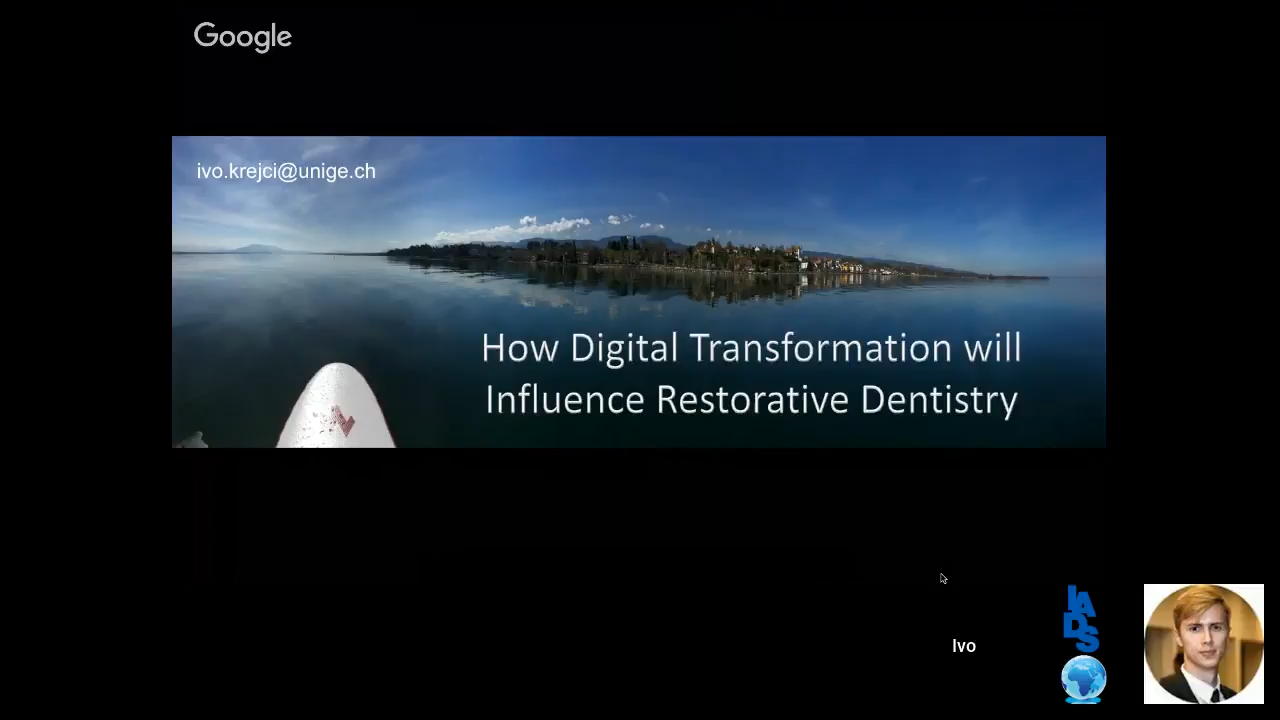 Google
ivo.krejci@unige.ch
How Digital Transformation will
Influence Restorative Dentistry
Ivo
IADS